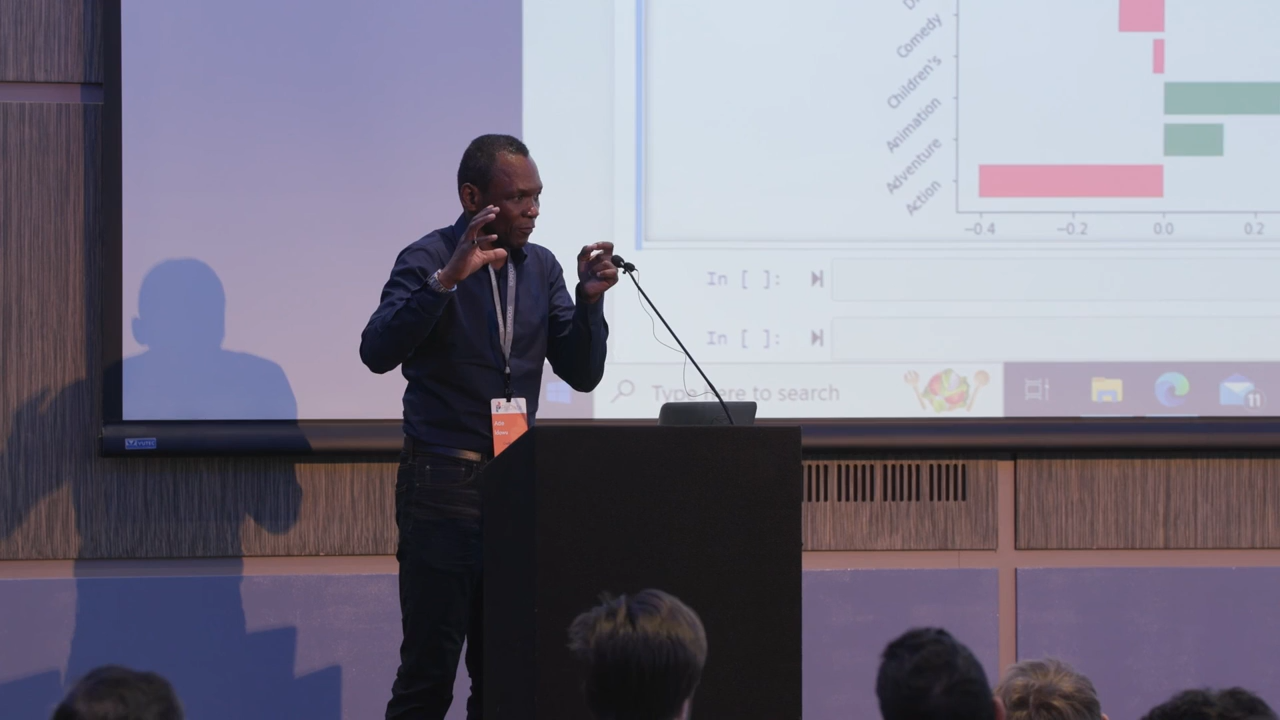 Comedy
Children's
Animation
Adventure
Action
−0.4
−0.2
0.0
0.2
In [ ]:
In [ ]:
Type here to search
11